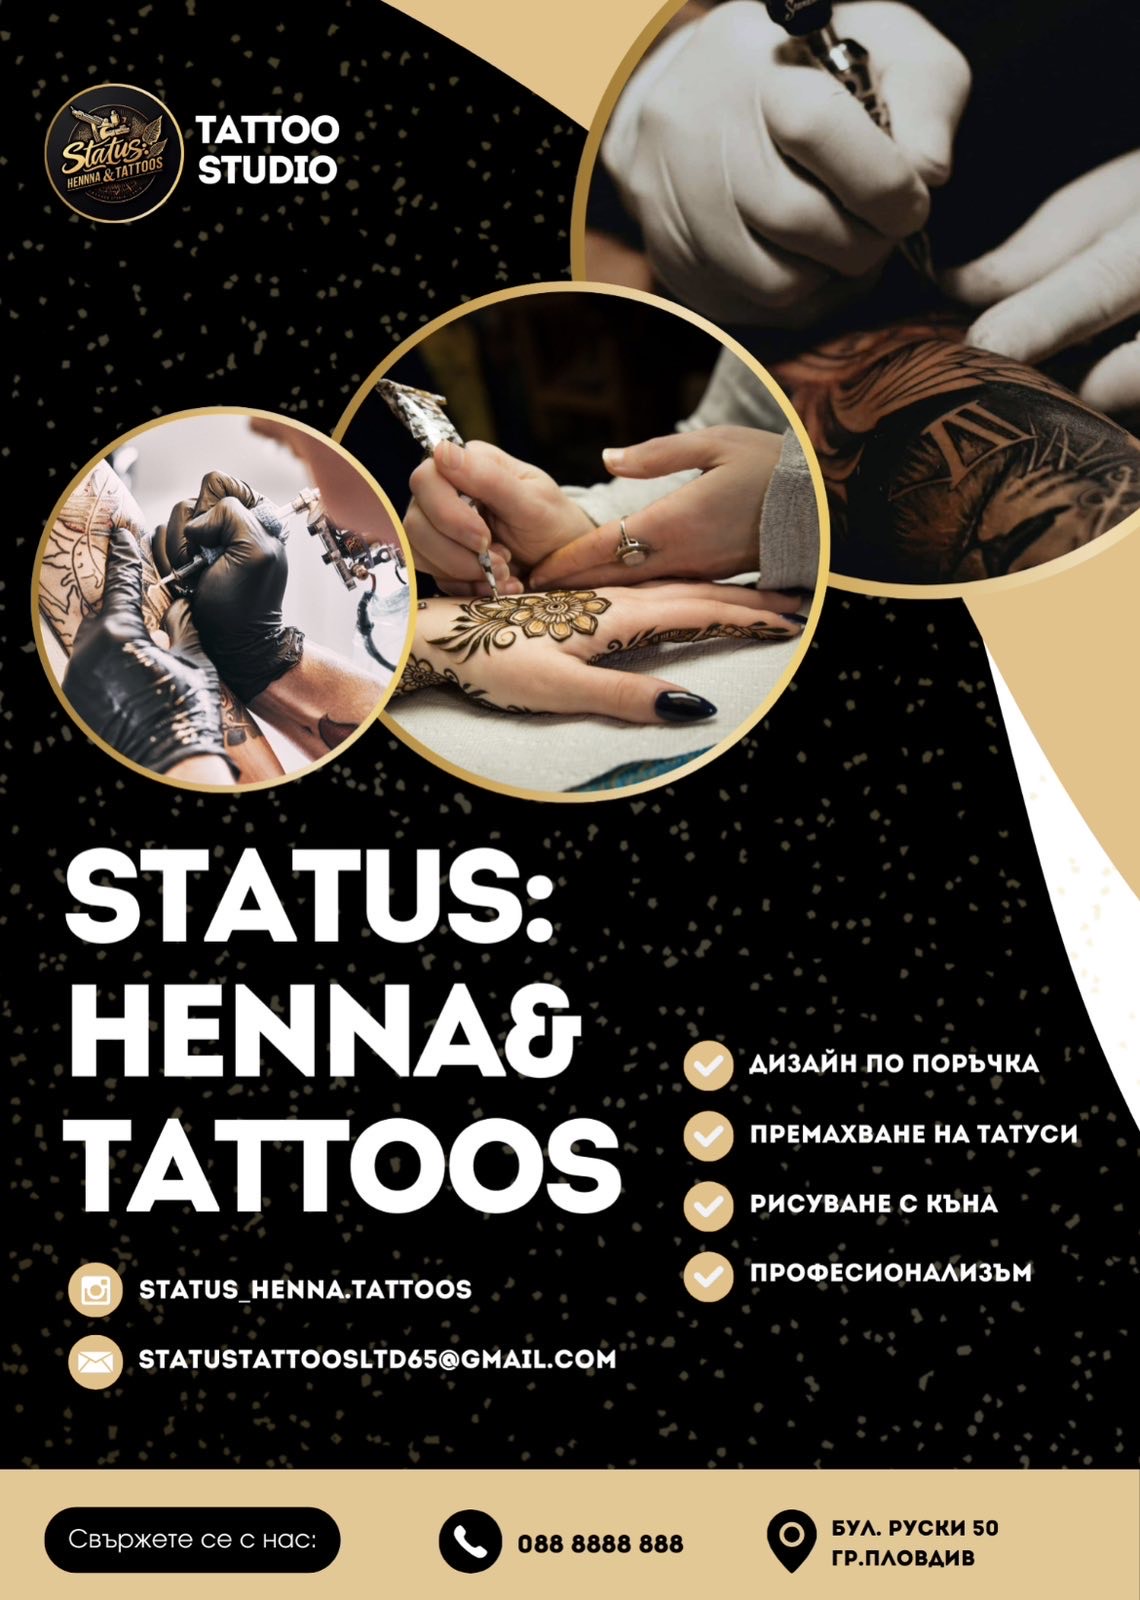 Status:
HENNNA & TATTOOS
TATTOO
STUDIO
STATUS:
HENNA&
TATTOOS
ДИЗАЙН ПО ПОРЪЧКА
ПРЕМАХВАНЕ НА ТАТУСИ
РИСУВАНЕ С КЪНА
ПРОФЕСИОНАЛИЗЪМ
STATUS_HENNA.TATTOOS
STATUSTATTOOSLTD65@GMAIL.COM
Свържете се с нас:
088 8888 888
БУЛ. РУСКИ 50
ГР.ПЛОВДИВ